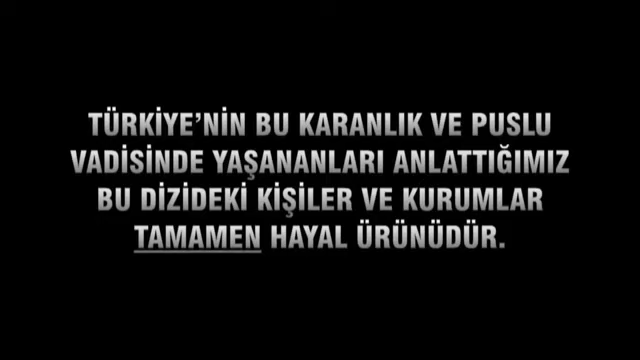 TÜRKİYE'NİN BU KARANLIK VE PUSLU
VADİSİNDE YAŞANANLARI ANLATTIĞIMIZ
BU DİZİDEKİ KİŞİLER VE KURUMLAR
TAMAMEN HAYAL ÜRÜNÜDÜR.